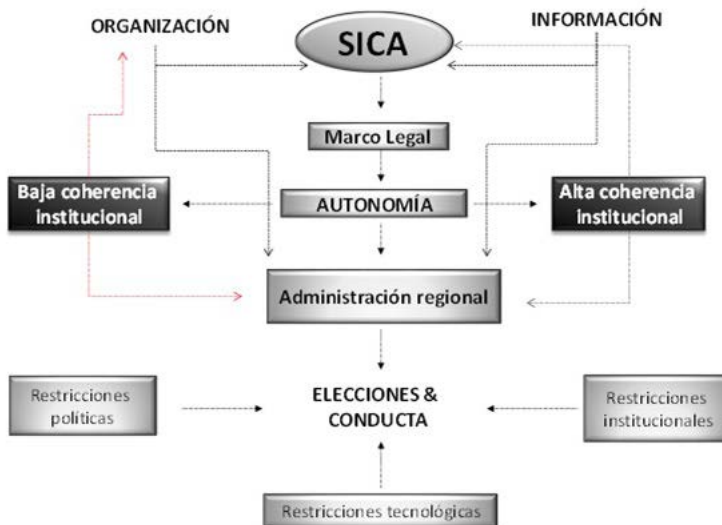 ORGANIZACIÓN
SICA
INFORMACIÓN
Marco Legal
Baja coherencia
institucional
AUTONOMÍA
Alta coherencia
institucional
Administración regional
Restricciones
políticas
ELECCIONES &
CONDUCTA
Restricciones
institucionales
Restricciones tecnológicas